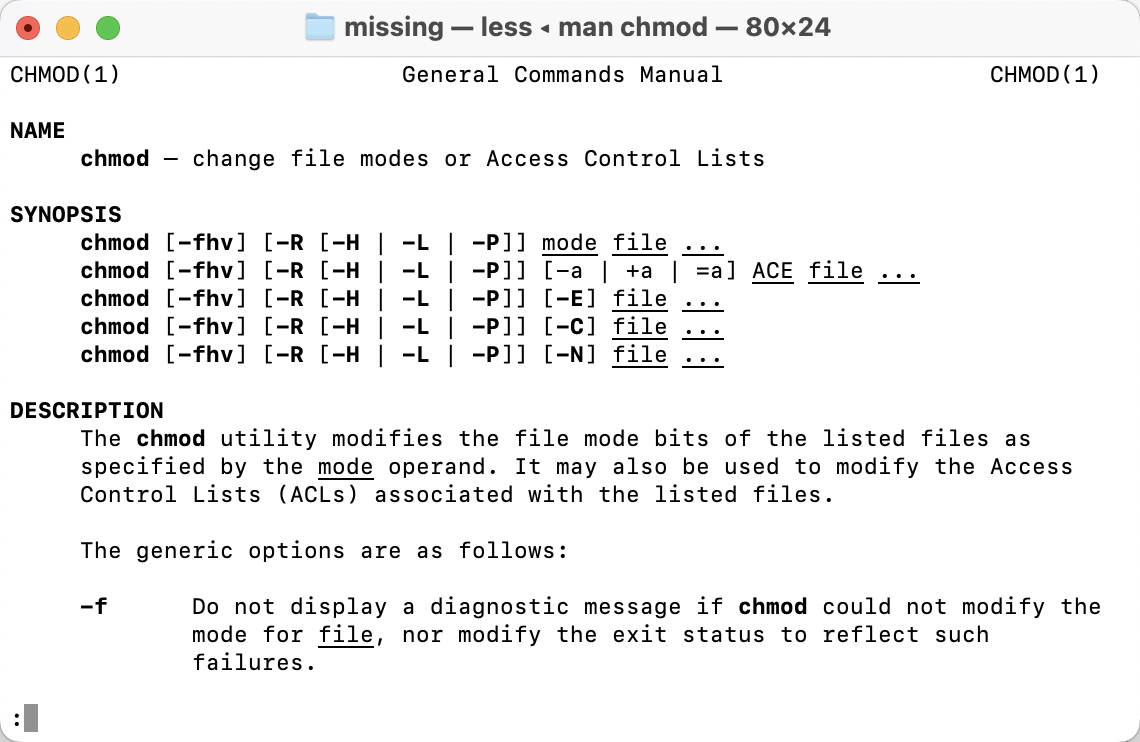 missing — less ◂ man chmod — 80×24
CHMOD(1) General Commands Manual CHMOD(1)
NAME
chmod – change file modes or Access Control Lists
SYNOPSIS
chmod [-fhv] [-R [-H | -L | -P]] mode file ...
chmod [-fhv] [-R [-H | -L | -P]] [-a | +a | =a] ACE file ...
chmod [-fhv] [-R [-H | -L | -P]] [-E] file ...
chmod [-fhv] [-R [-H | -L | -P]] [-C] file ...
chmod [-fhv] [-R [-H | -L | -P]] [-N] file ...
DESCRIPTION
The chmod utility modifies the file mode bits of the listed files as
specified by the mode operand. It may also be used to modify the Access
Control Lists (ACLs) associated with the listed files.
The generic options are as follows:
-f Do not display a diagnostic message if chmod could not modify the
mode for file, nor modify the exit status to reflect such
failures.
: